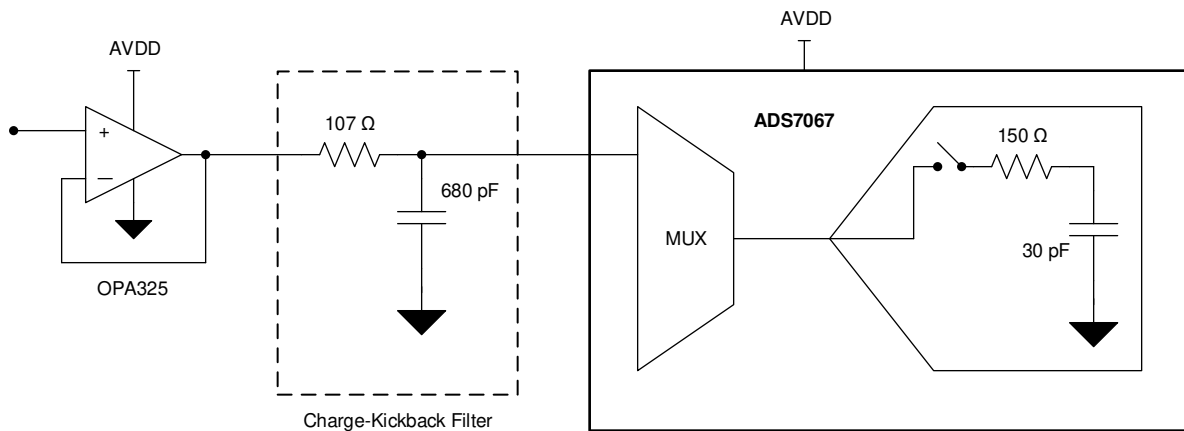 AVDD
AVDD
107 Ω
ADS7067
150 Ω
+
−
680 pF
MUX
30 pF
OPA325
Charge-Kickback Filter